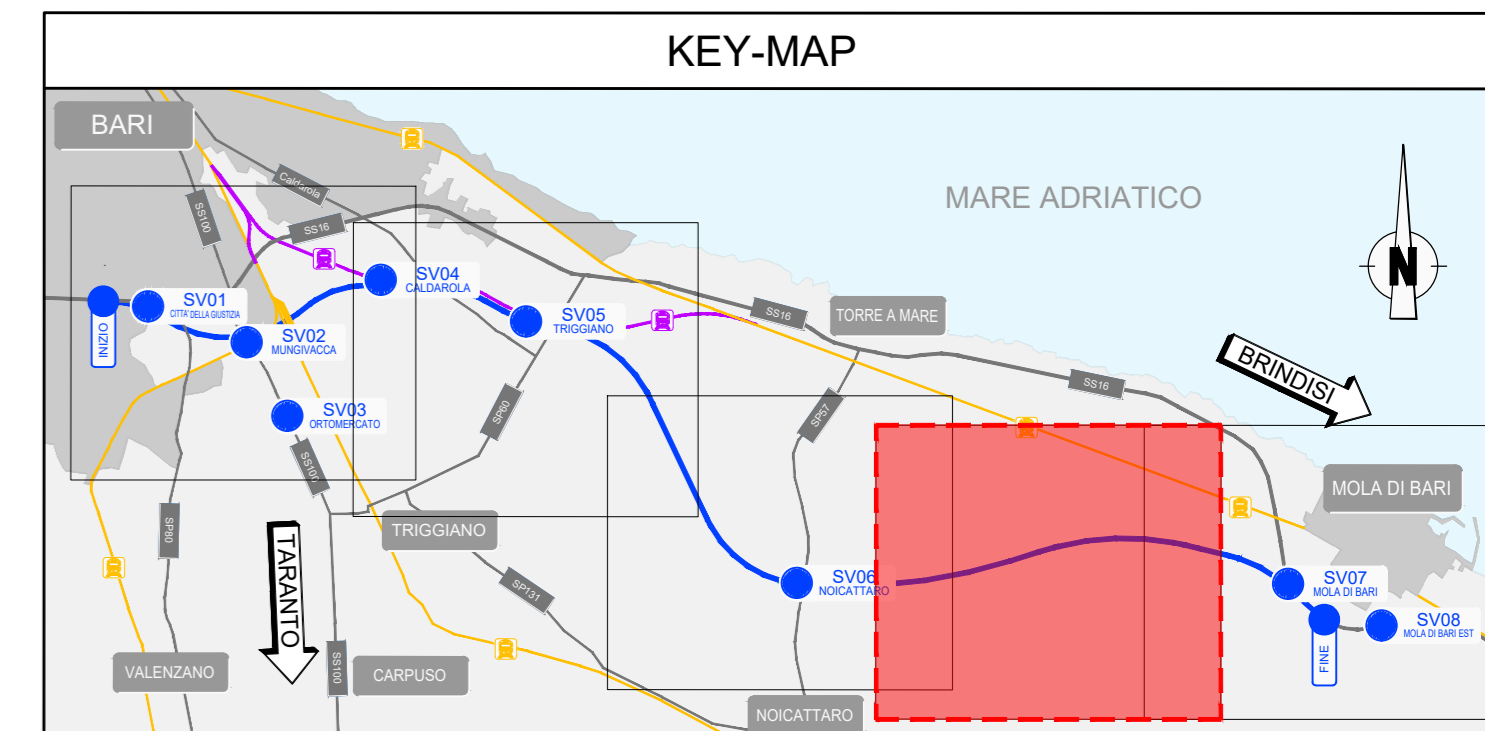 KEY-MAP
BARI
MARE ADRIATICO
Caldarola
SS100
SS16
N
SV04
CALDAROLA
SV01
CITTA' DELLA GIUSTIZIA
INIZIO
SV05
TRIGGIANO
SS16
TORRE A MARE
SV02
MUNGIVACCA
BRINDISI
SS16
SV03
ORTOMERCATO
SP60
SP57
SS100
MOLA DI BARI
SP80
TRIGGIANO
TARANTO
SP131
SV06
NOICATTARO
SV07
MOLA DI BARI
SV08
MOLA DI BARI EST
FINE
VALENZANO
SS100
CARPUSO
NOICATTARO